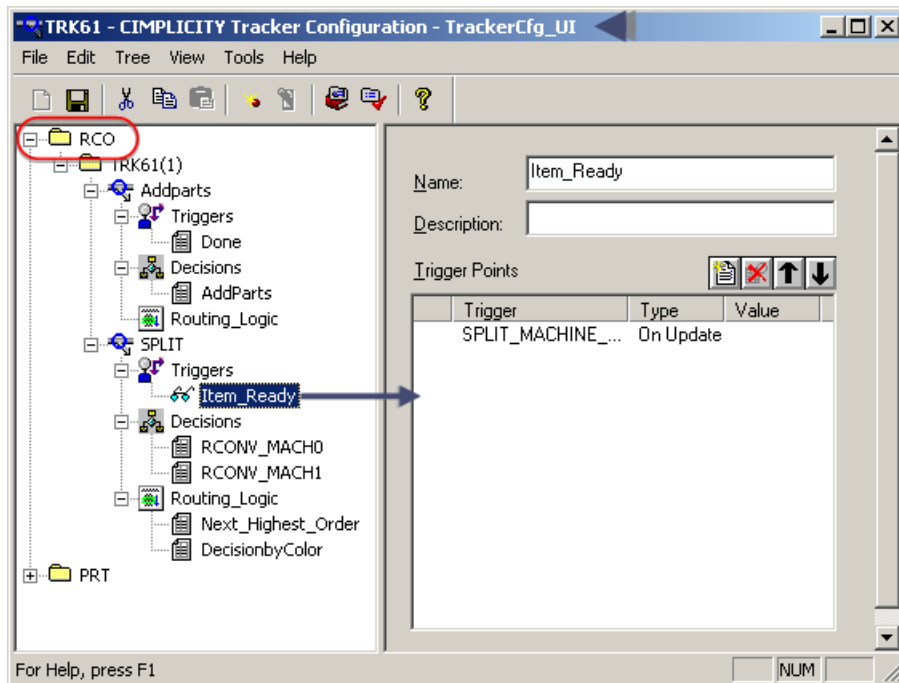 TRK61 - CIMPLICITY Tracker Configuration - TrackerCfg_UI
File Edit Tree View Tools Help
RCO
TRK61(1)
Addparts
Triggers
Done
Decisions
AddParts
Routing_Logic
SPLIT
Triggers
Item_Ready
Decisions
RCONV_MACH0
RCONV_MACH1
Routing_Logic
Next_Highest_Order
DecisionbyColor
PRT
Name: Item_Ready
Description:
Trigger Points
Trigger Type Value
SPLIT_MACHINE_... On Update
For Help, press F1 NUM